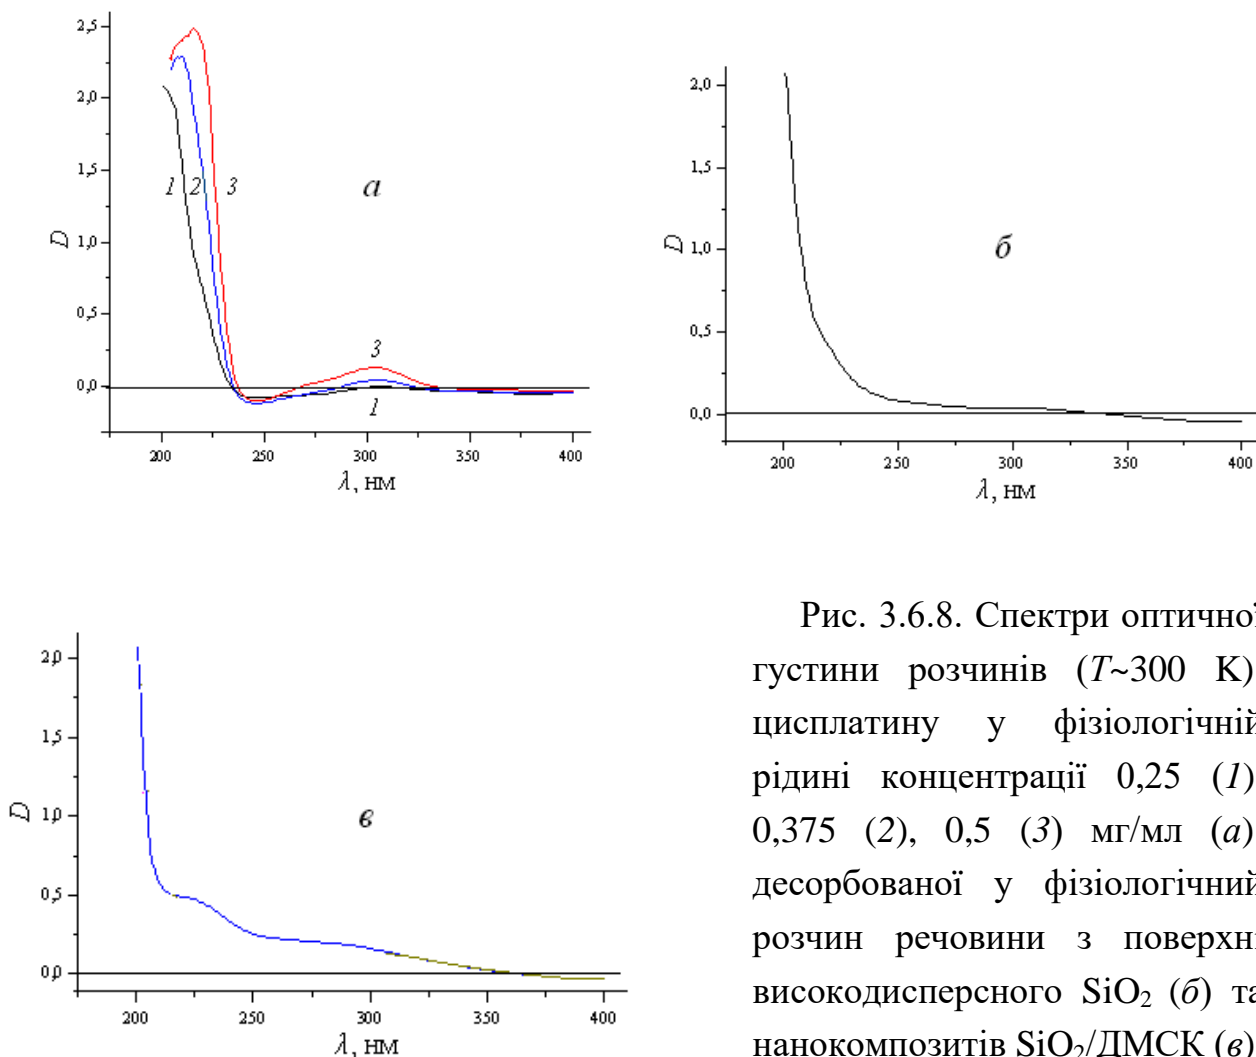 2,5
2,0
1,5
1,0
0,5
0,0
D
1 2 3
а
3
1
200 250 300 350 400
λ, нм
2,0
1,5
1,0
0,5
0,0
D
б
200 250 300 350 400
λ, нм
2,0
1,5
1,0
0,5
0,0
D
в
200 250 300 350 400
λ, нм
Рис. 3.6.8. Спектри оптичної
густини розчинів (T~300 K)
цисплатину у фізіологічній
рідині концентрації 0,25 (1)
0,375 (2), 0,5 (3) мг/мл (а)
десорбованої у фізіологічний
розчин речовини з поверхні
високодисперсного SiO₂ (б) та
нанокомпозитів SiO₂/ДМСК (в)